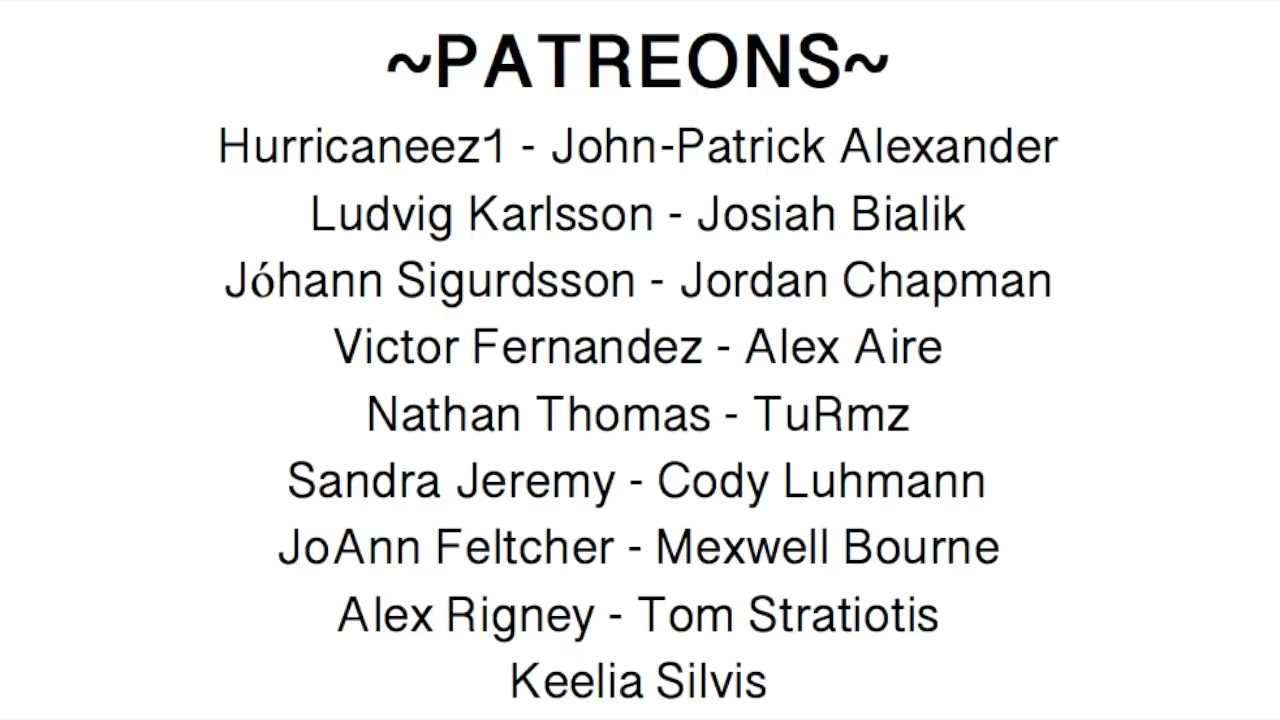 ~PATREONS~
Hurricaneez1 - John-Patrick Alexander
Ludvig Karlsson - Josiah Bialik
Jóhann Sigurdsson - Jordan Chapman
Victor Fernandez - Alex Aire
Nathan Thomas - TuRmz
Sandra Jeremy - Cody Luhmann
JoAnn Feltcher - Mexwell Bourne
Alex Rigney - Tom Stratiotis
Keelia Silvis